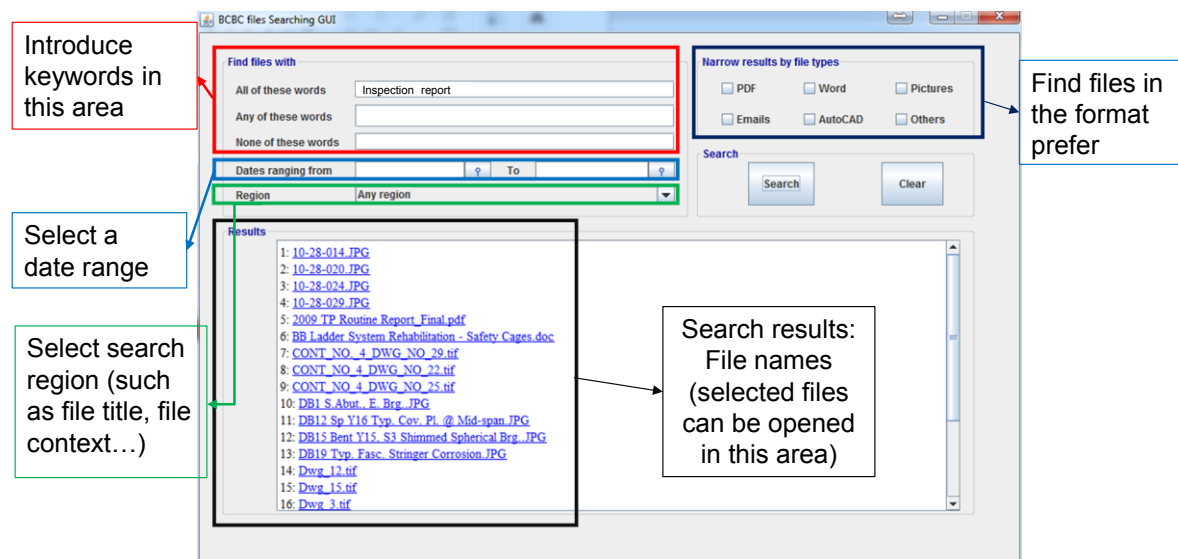 BCBC files Searching GUI
Introduce
keywords in
this area
Find files with
All of these words
Inspection report
Any of these words
None of these words
Dates ranging from
To
Region
Any region
Narrow results by file types
PDF
Word
Pictures
Emails
AutoCAD
Others
Find files in
the format
prefer
Search
Search
Clear
Select a
date range
Select search
region (such
as file title, file
context…)
Results
1: 10-28-014.JPG
2: 10-28-020.JPG
3: 10-28-024.JPG
4: 10-28-029.JPG
5: 2009 TP Routine Report_Final.pdf
6: BB Ladder System Rehabilitation - Safety Cages.doc
7: CONT_NO._4_DWG_NO_29.tif
8: CONT_NO_4_DWG_NO_22.tif
9: CONT_NO_4_DWG_NO_25.tif
10: DB1 S.Abut., E. Brg..JPG
11: DB12 Sp Y16 Typ. Cov. Pl. @ Mid-span.JPG
12: DB15 Bent Y15, S3 Shimmed Spherical Brg..JPG
13: DB19 Typ. Fasc. Stringer Corrosion.JPG
14: Dwg_12.tif
15: Dwg_15.tif
16: Dwg_3.tif
Search results:
File names
(selected files
can be opened
in this area)